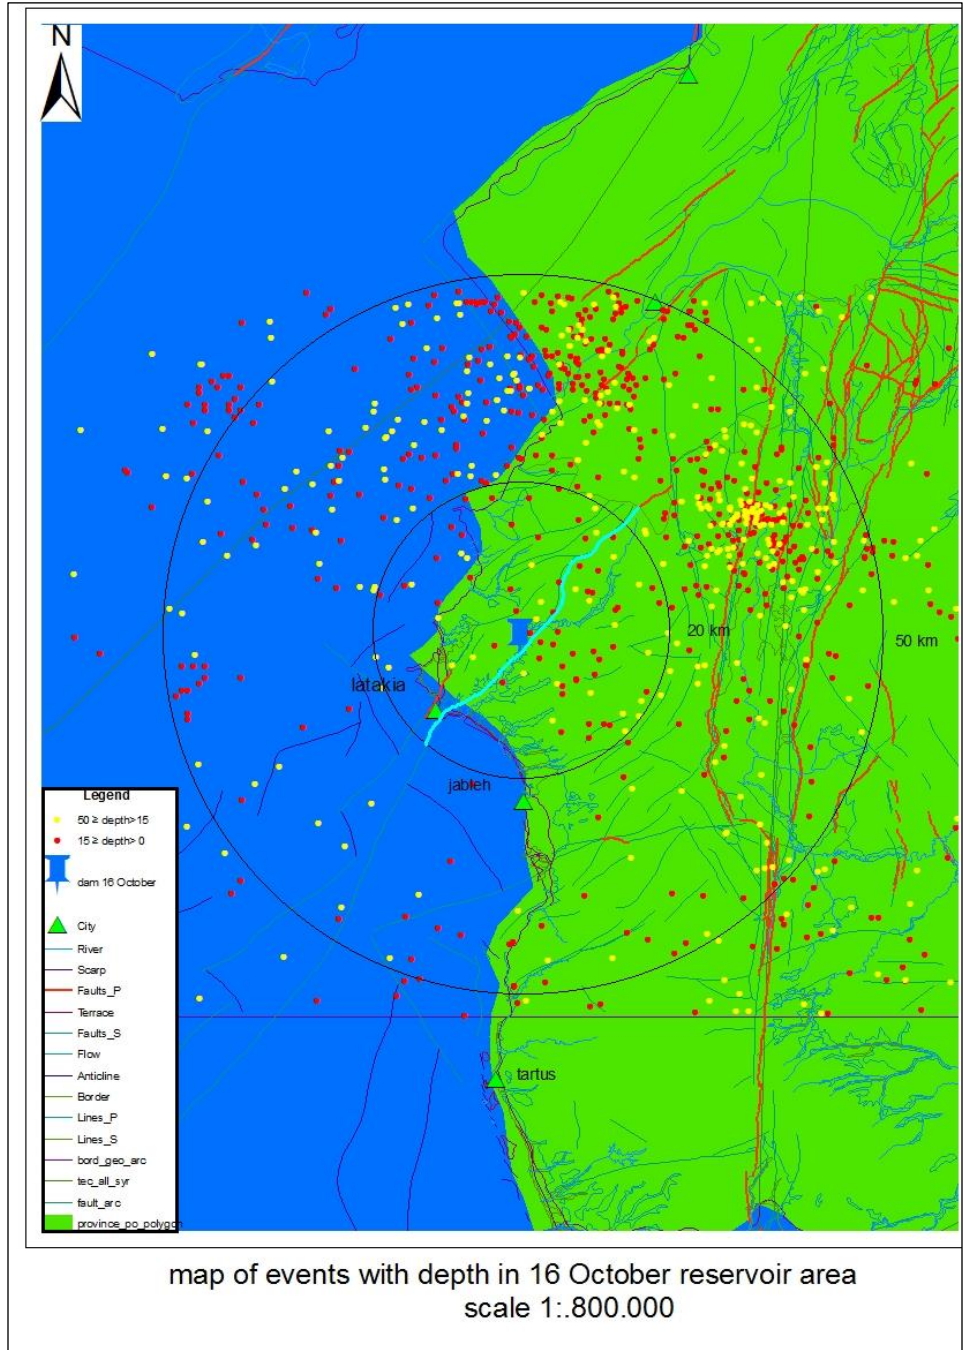 N
20 km
50 km
latakia
jableh
Legend
50 ≥ depth>15
15 ≥ depth> 0
dam 16 October
City
River
Scarp
Faults_P
Terrace
Faults_S
Flow
Anticline
Border
Lines_P
Lines_S
bord_geo_arc
tec_all_syr
fault_arc
province_po_polygon
tartus
map of events with depth in 16 October reservoir area
scale 1:.800.000